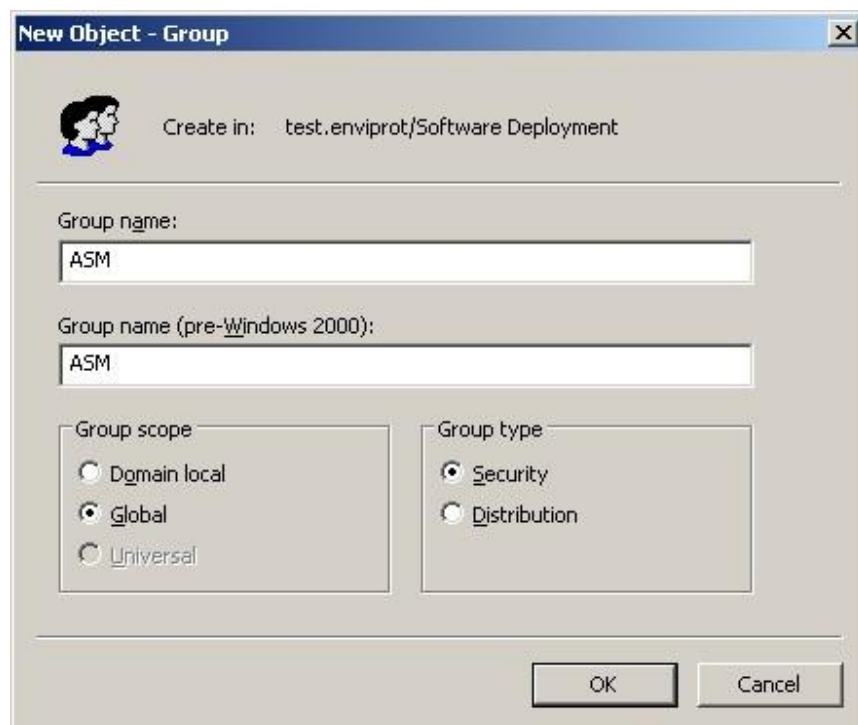 New Object - Group
Create in: test.enviprot/Software Deployment
Group name:
ASM
Group name (pre-Windows 2000):
ASM
Group scope
Domain local
Global
Universal
Group type
Security
Distribution
OK Cancel